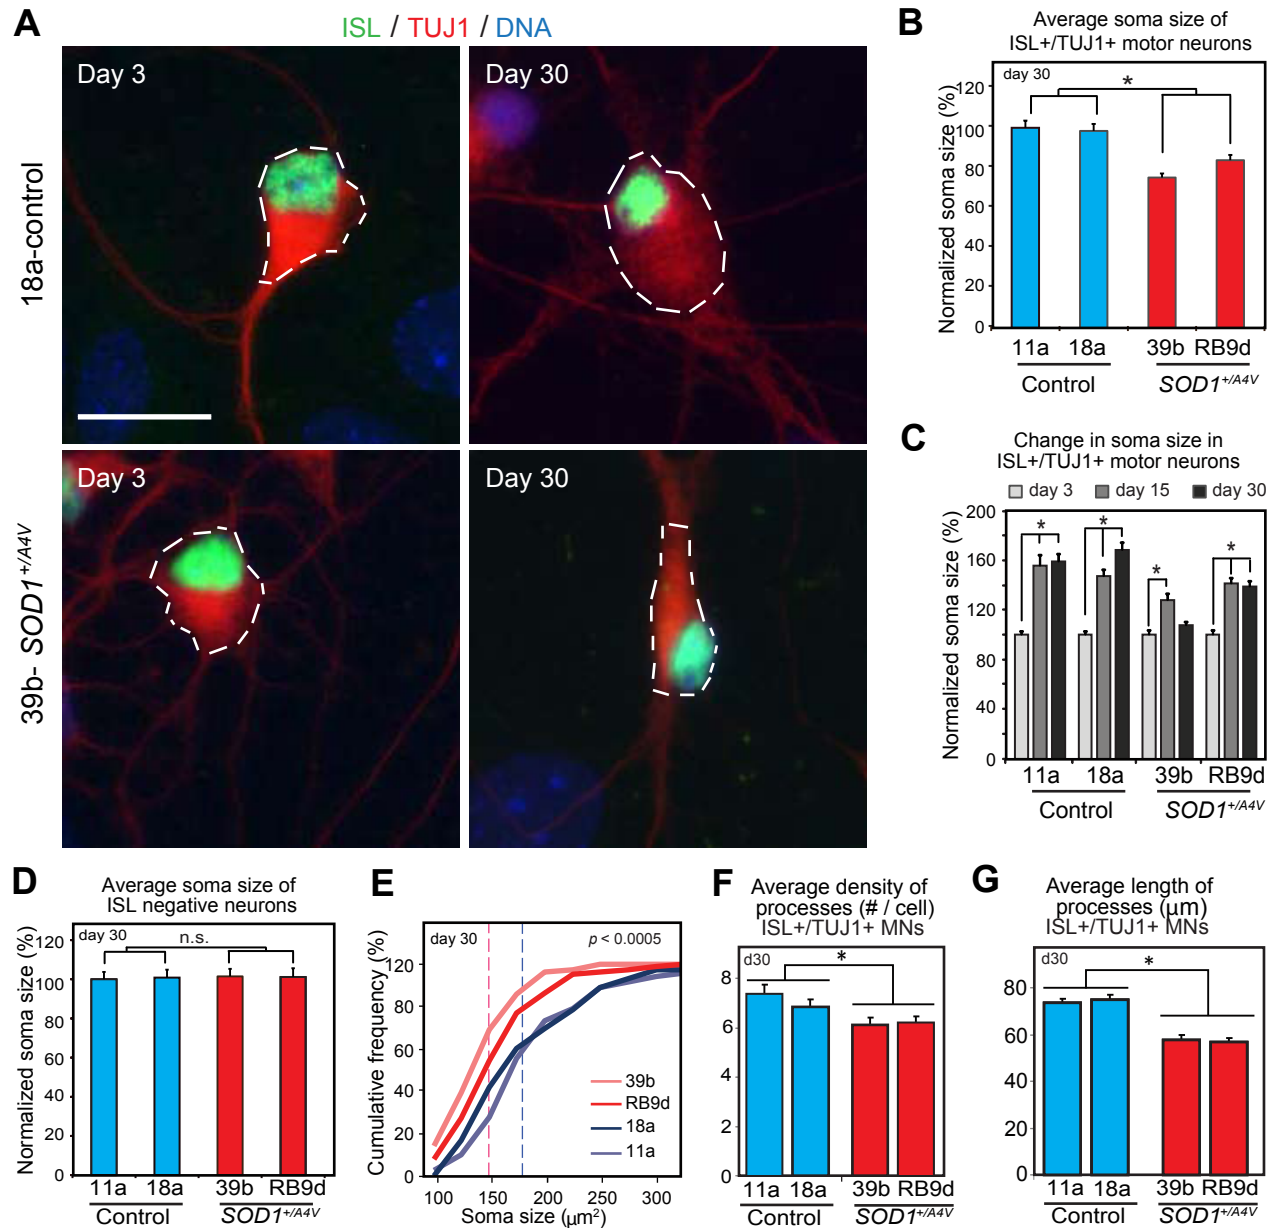 A
ISL / TUJ1 / DNA
18a-control
Day 3
Day 30
39b- SOD1+/A4V
Day 3
Day 30
B
Average soma size of
ISL+/TUJ1+ motor neurons
Normalized soma size (%)
day 30
*
120
100
80
60
40
20
0
11a 18a 39b RB9d
Control SOD1+/A4V
C
Change in soma size in
ISL+/TUJ1+ motor neurons
day 3 day 15 day 30
Normalized soma size (%)
200
160
120
80
40
0
* * * *
11a 18a 39b RB9d
Control SOD1+/A4V
D
Average soma size of
ISL negative neurons
Normalized soma size (%)
day 30
n.s.
120
100
80
60
40
20
0
11a 18a 39b RB9d
Control SOD1+/A4V
E
Cumulative frequency (%)
day 30
p < 0.0005
120
100
80
60
40
20
0
39b
RB9d
18a
11a
100 150 200 250 300
Soma size (µm²)
F
Average density of
processes (# / cell)
ISL+/TUJ1+ MNs
d30
*
8
6
4
2
0
11a 18a 39b RB9d
Control SOD1+/A4V
G
Average length of
processes (µm)
ISL+/TUJ1+ MNs
d30
*
80
60
40
20
0
11a 18a 39b RB9d
Control SOD1+/A4V